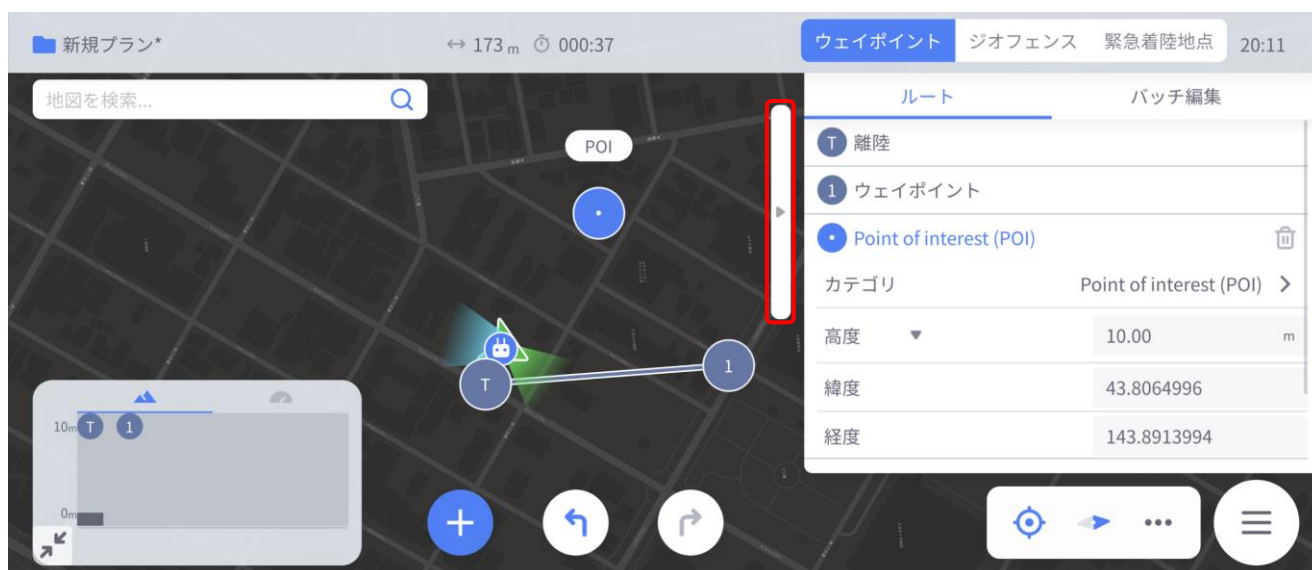 新規プラン*
173 m 000:37
ウェイポイント ジオフェンス 緊急着陸地点 20:11
地図を検索...
ルート バッチ編集
T 離陸
1 ウェイポイント
Point of interest (POI)
カテゴリ Point of interest (POI)
高度 10.00 m
緯度 43.8064996
経度 143.8913994
POI
T
1
10m T 1
0m